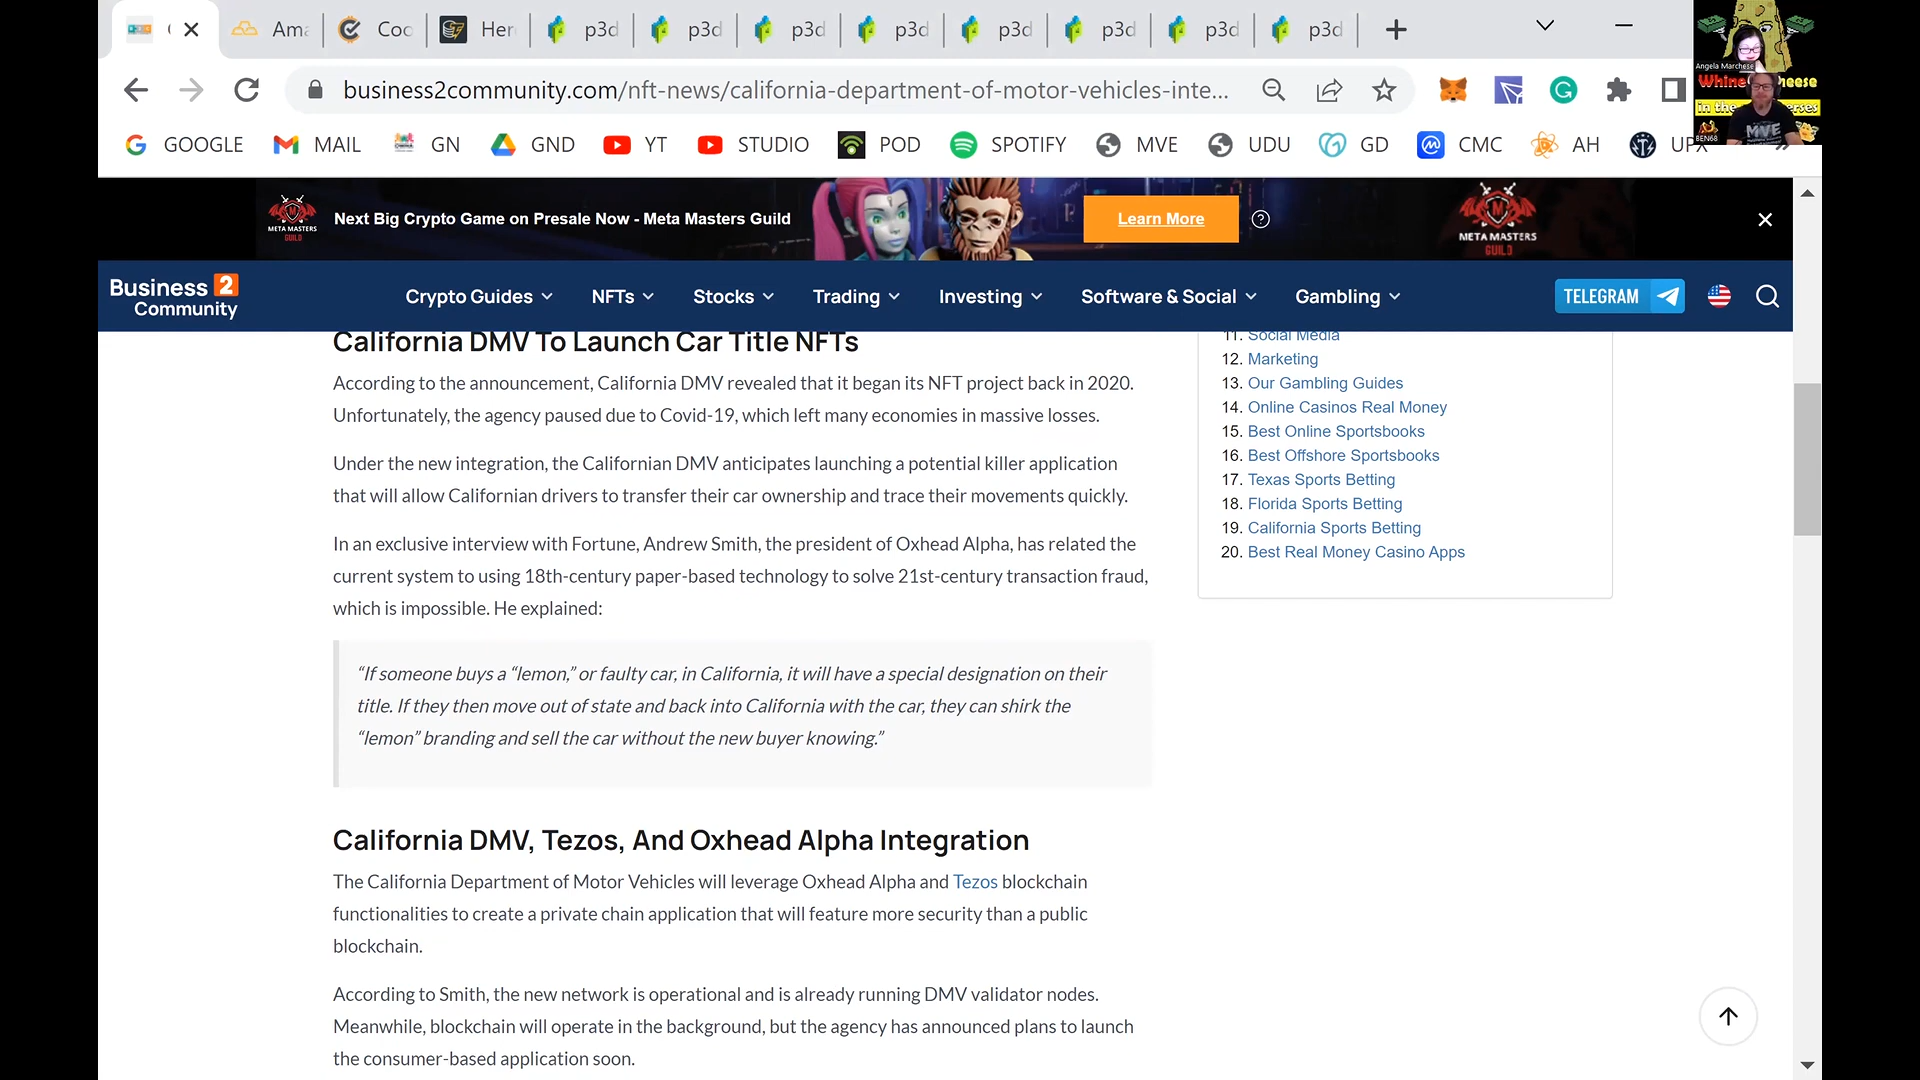 Ama
Coc
Her
p3d
p3d
p3d
p3d
p3d
p3d
p3d
p3d
business2community.com/nft-news/california-department-of-motor-vehicles-inte...
Angela Marchese
BEN68
MVE
GOOGLE
MAIL
GN
GND
YT
STUDIO
POD
SPOTIFY
MVE
UDU
GD
CMC
AH
UPX
META MASTERS
GUILD
Next Big Crypto Game on Presale Now - Meta Masters Guild
Learn More
META MASTERS
GUILD
Business 2
Community
Crypto Guides
NFTs
Stocks
Trading
Investing
Software & Social
Gambling
TELEGRAM
California DMV To Launch Car Title NFTs
According to the announcement, California DMV revealed that it began its NFT project back in 2020.
Unfortunately, the agency paused due to Covid-19, which left many economies in massive losses.
Under the new integration, the Californian DMV anticipates launching a potential killer application
that will allow Californian drivers to transfer their car ownership and trace their movements quickly.
In an exclusive interview with Fortune, Andrew Smith, the president of Oxhead Alpha, has related the
current system to using 18th-century paper-based technology to solve 21st-century transaction fraud,
which is impossible. He explained:
“If someone buys a “lemon,” or faulty car, in California, it will have a special designation on their
title. If they then move out of state and back into California with the car, they can shirk the
“lemon” branding and sell the car without the new buyer knowing.”
California DMV, Tezos, And Oxhead Alpha Integration
The California Department of Motor Vehicles will leverage Oxhead Alpha and Tezos blockchain
functionalities to create a private chain application that will feature more security than a public
blockchain.
According to Smith, the new network is operational and is already running DMV validator nodes.
Meanwhile, blockchain will operate in the background, but the agency has announced plans to launch
the consumer-based application soon.
11. Social Media
12. Marketing
13. Our Gambling Guides
14. Online Casinos Real Money
15. Best Online Sportsbooks
16. Best Offshore Sportsbooks
17. Texas Sports Betting
18. Florida Sports Betting
19. California Sports Betting
20. Best Real Money Casino Apps